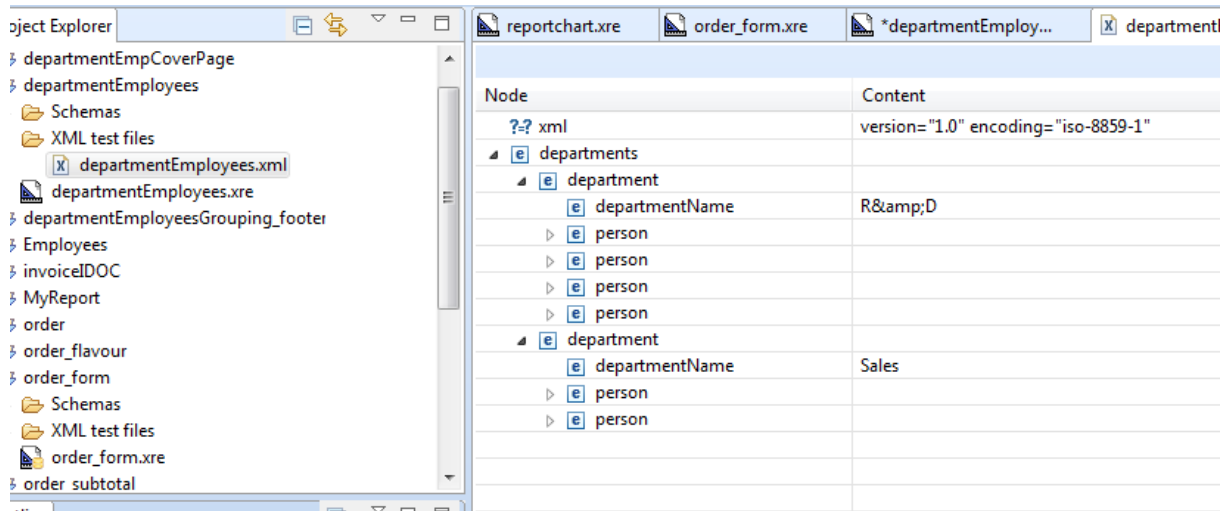 oject Explorer
departmentEmpCoverPage
departmentEmployees
Schemas
XML test files
departmentEmployees.xml
departmentEmployees.xre
departmentEmployeesGrouping_footer
Employees
invoiceIDOC
MyReport
order
order_flavour
order_form
Schemas
XML test files
order_form.xre
order_subtotal
reportchart.xre order_form.xre *departmentEmploy... department
Node Content
?=? xml version="1.0" encoding="iso-8859-1"
e departments
e department
e departmentName R&amp;D
e person
e person
e person
e person
e department
e departmentName Sales
e person
e person